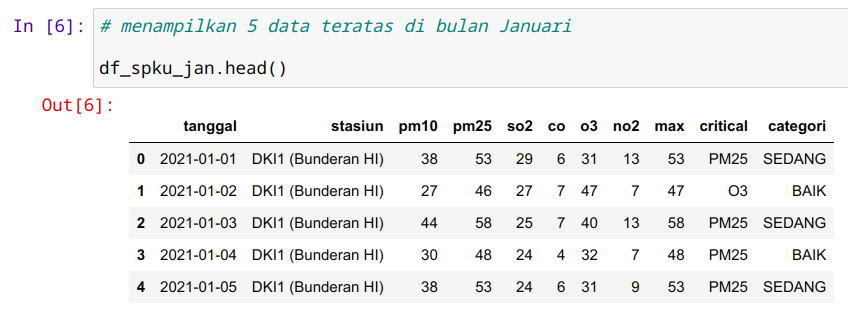 In [6]: # menampilkan 5 data teratas di bulan Januari
df_spku_jan.head()
Out[6]:
tanggal stasiun pm10 pm25 so2 co o3 no2 max critical categori
0 2021-01-01 DKI1 (Bunderan HI) 38 53 29 6 31 13 53 PM25 SEDANG
1 2021-01-02 DKI1 (Bunderan HI) 27 46 27 7 47 7 47 O3 BAIK
2 2021-01-03 DKI1 (Bunderan HI) 44 58 25 7 40 13 58 PM25 SEDANG
3 2021-01-04 DKI1 (Bunderan HI) 30 48 24 4 32 7 48 PM25 BAIK
4 2021-01-05 DKI1 (Bunderan HI) 38 53 24 6 31 9 53 PM25 SEDANG